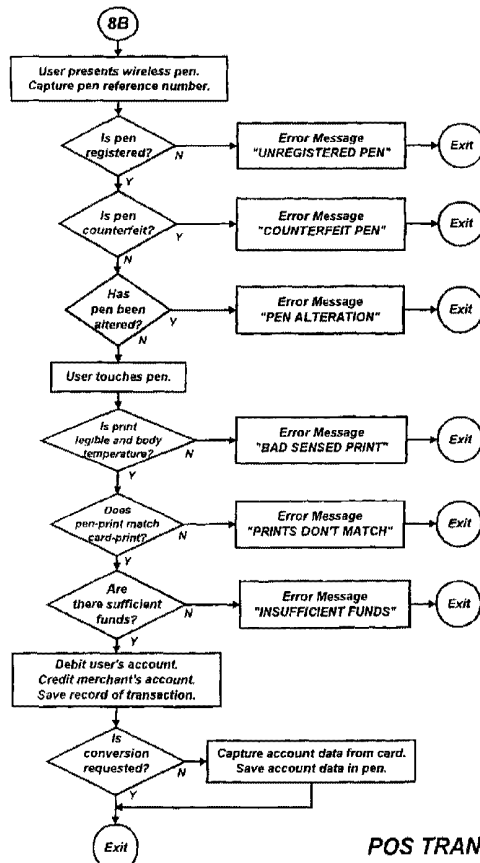 8B
User presents wireless pen.
Capture pen reference number.
Is pen
registered?
N
Error Message
"UNREGISTERED PEN"
Exit
Y
Is pen
counterfeit?
Y
Error Message
"COUNTERFEIT PEN"
Exit
N
Has
pen been
altered?
Y
Error Message
"PEN ALTERATION"
Exit
N
User touches pen.
Is print
legible and body
temperature?
N
Error Message
"BAD SENSED PRINT"
Exit
Y
Does
pen-print match
card-print?
N
Error Message
"PRINTS DON'T MATCH"
Exit
Y
Are
there sufficient
funds?
N
Error Message
"INSUFFICIENT FUNDS"
Exit
Y
Debit user's account.
Credit merchant's account.
Save record of transaction.
Is
conversion
requested?
N
Capture account data from card.
Save account data in pen.
Y
Exit
POS TRAN